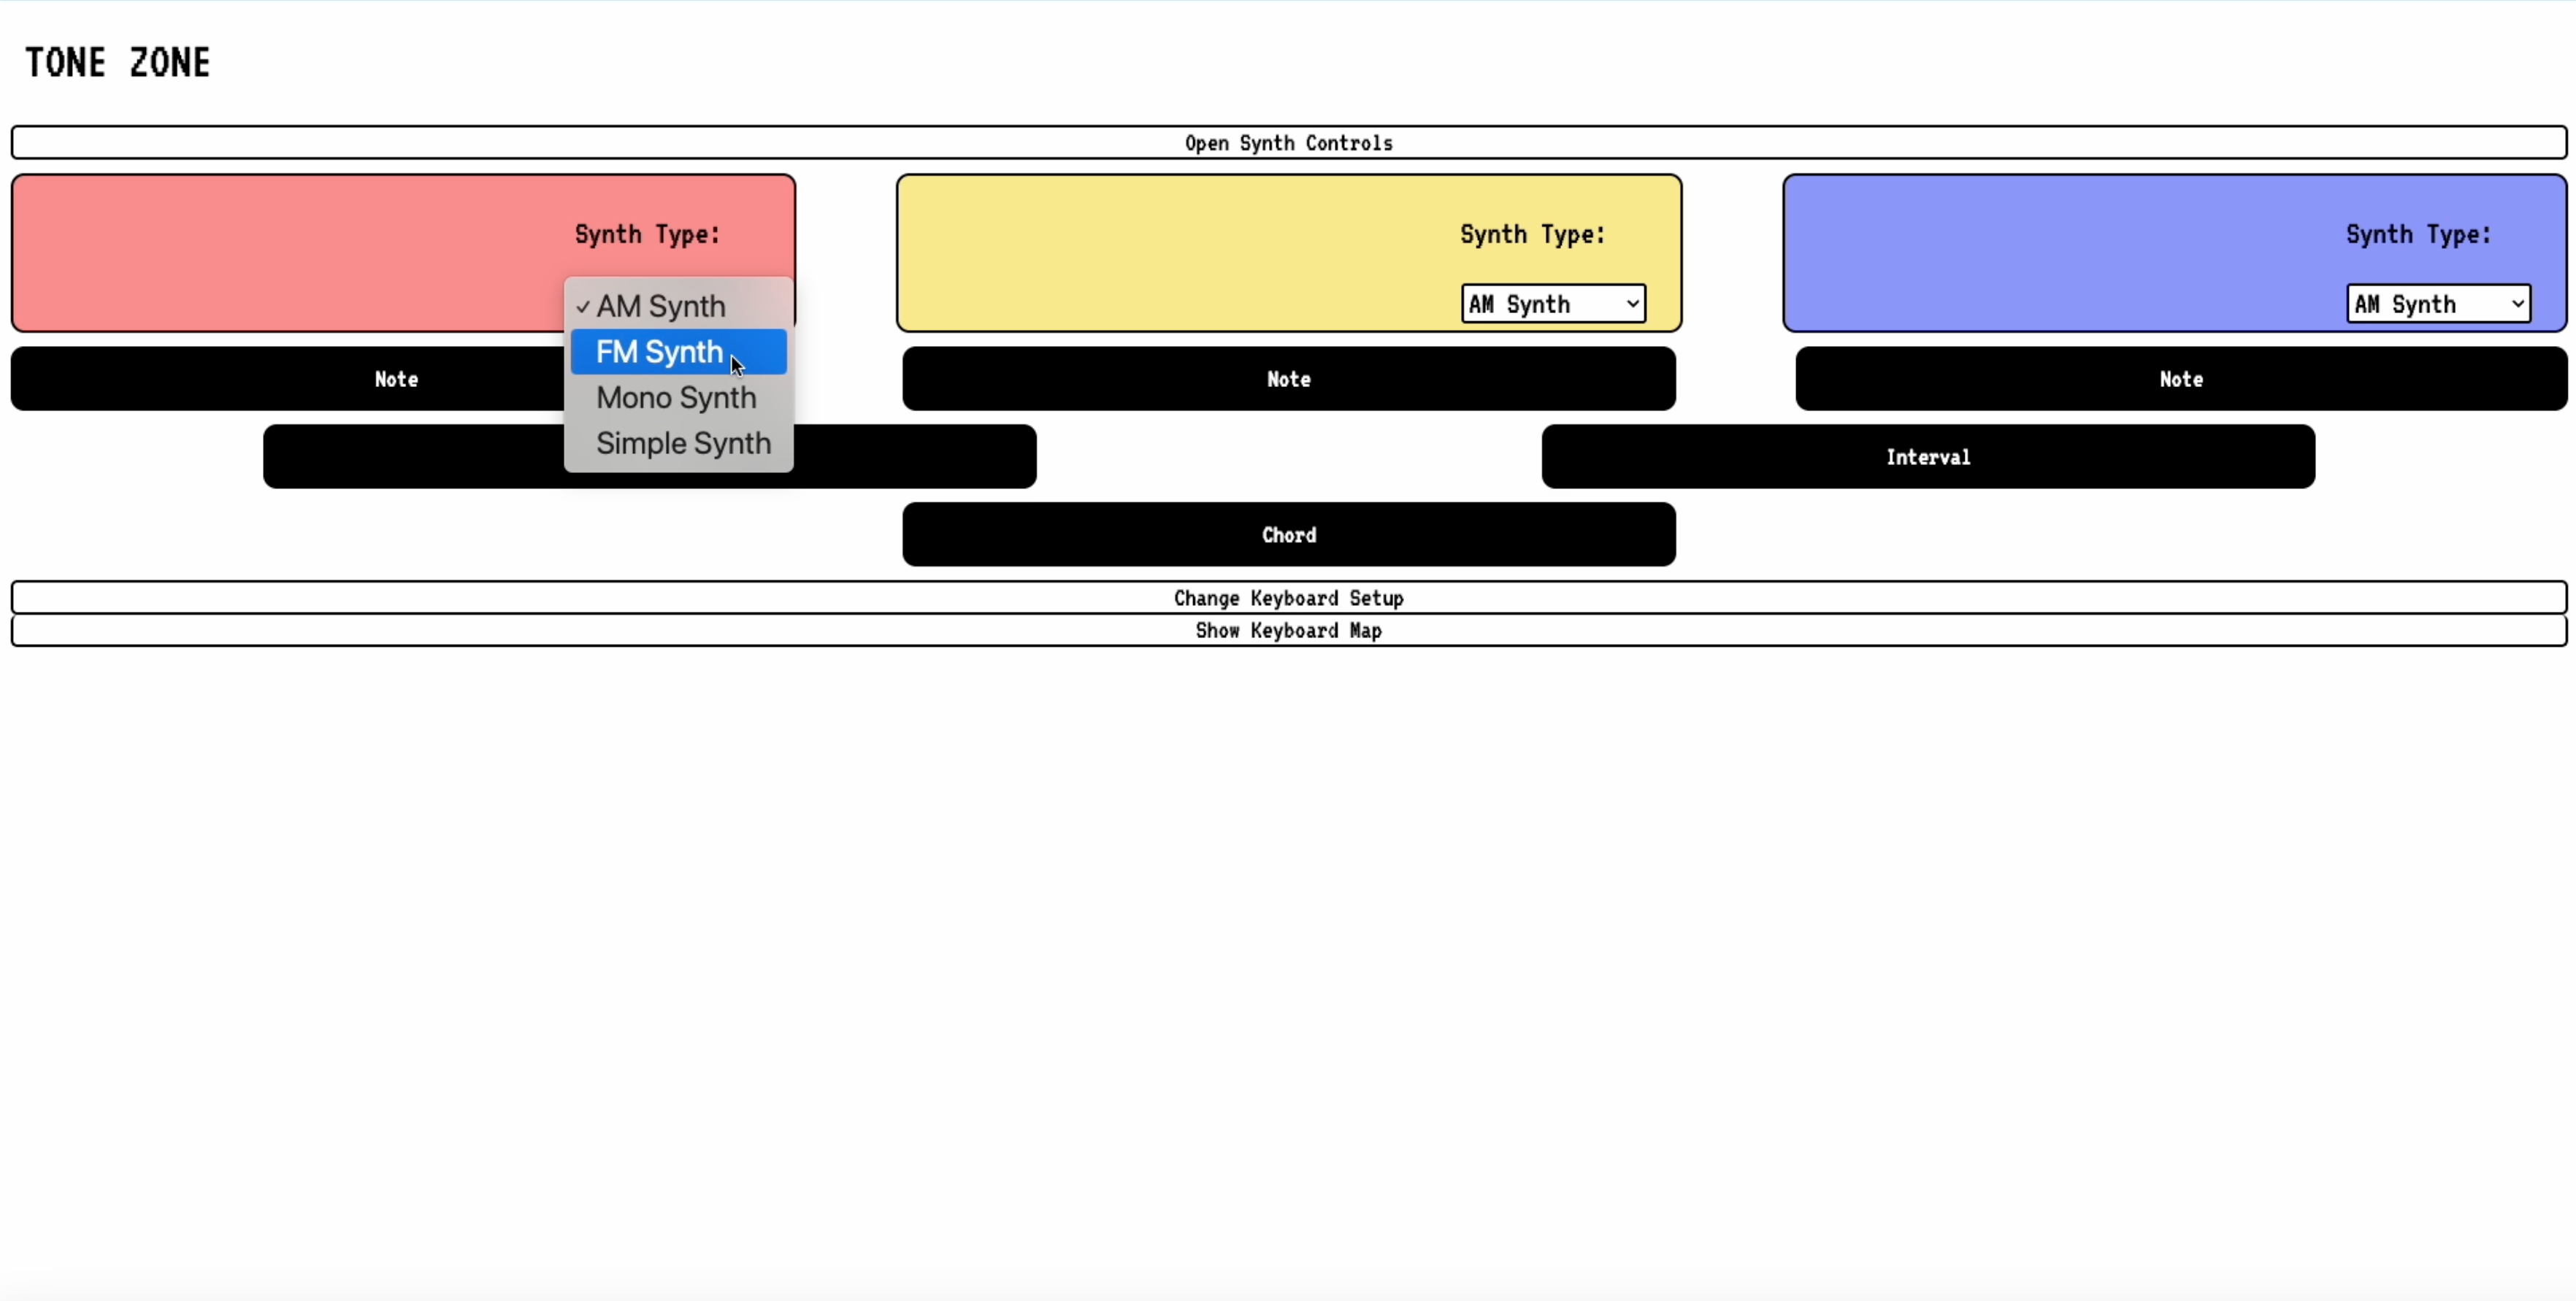 TONE ZONE
Open Synth Controls
Synth Type:
Synth Type:
Synth Type:
✓ AM Synth
FM Synth
Mono Synth
Simple Synth
AM Synth
AM Synth
Note
Note
Note
Interval
Chord
Change Keyboard Setup
Show Keyboard Map